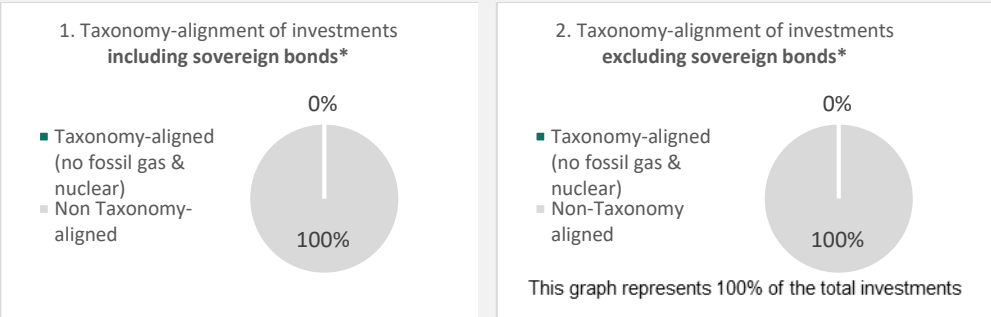 1. Taxonomy-alignment of investments
including sovereign bonds*
0%
Taxonomy-aligned
(no fossil gas &
nuclear)
Non Taxonomy-
aligned
100%
2. Taxonomy-alignment of investments
excluding sovereign bonds*
0%
Taxonomy-aligned
(no fossil gas &
nuclear)
Non-Taxonomy
aligned
100%
This graph represents 100% of the total investments